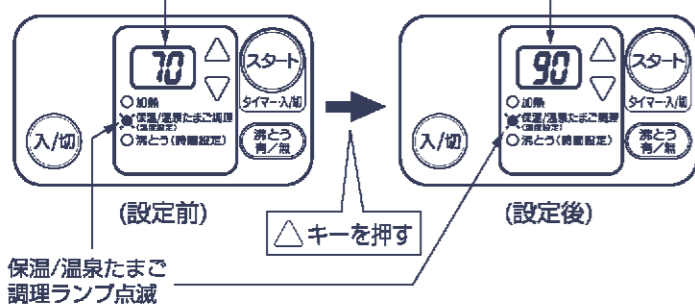 70
スタート
タイマー入/切
加熱
保温/温泉たまご調理
(温度設定)
沸とう(時間設定)
入/切
沸とう
有/無
(設定前)
△キーを押す
90
スタート
タイマー入/切
加熱
保温/温泉たまご調理
(温度設定)
沸とう(時間設定)
入/切
沸とう
有/無
(設定後)
保温/温泉たまご
調理ランプ点滅